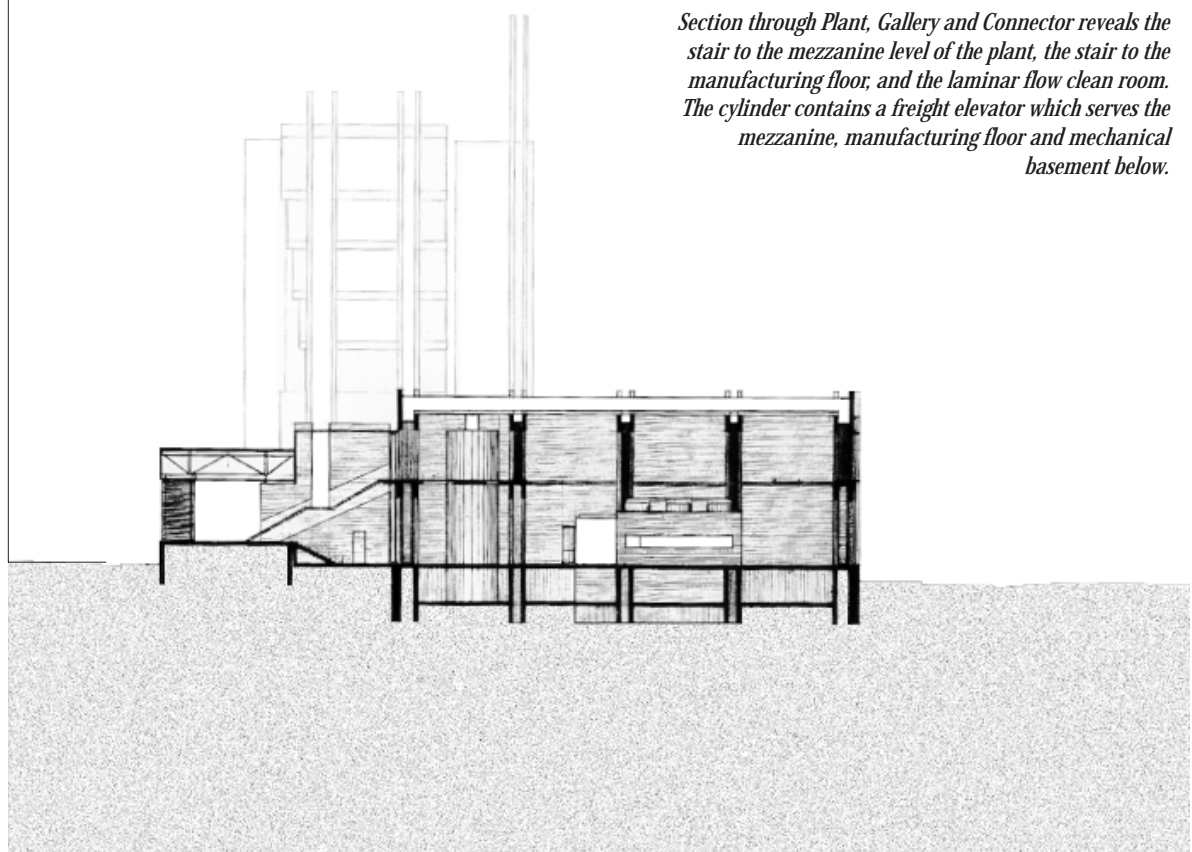 Section through Plant, Gallery and Connector reveals the
stair to the mezzanine level of the plant, the stair to the
manufacturing floor, and the laminar flow clean room.
The cylinder contains a freight elevator which serves the
mezzanine, manufacturing floor and mechanical
basement below.